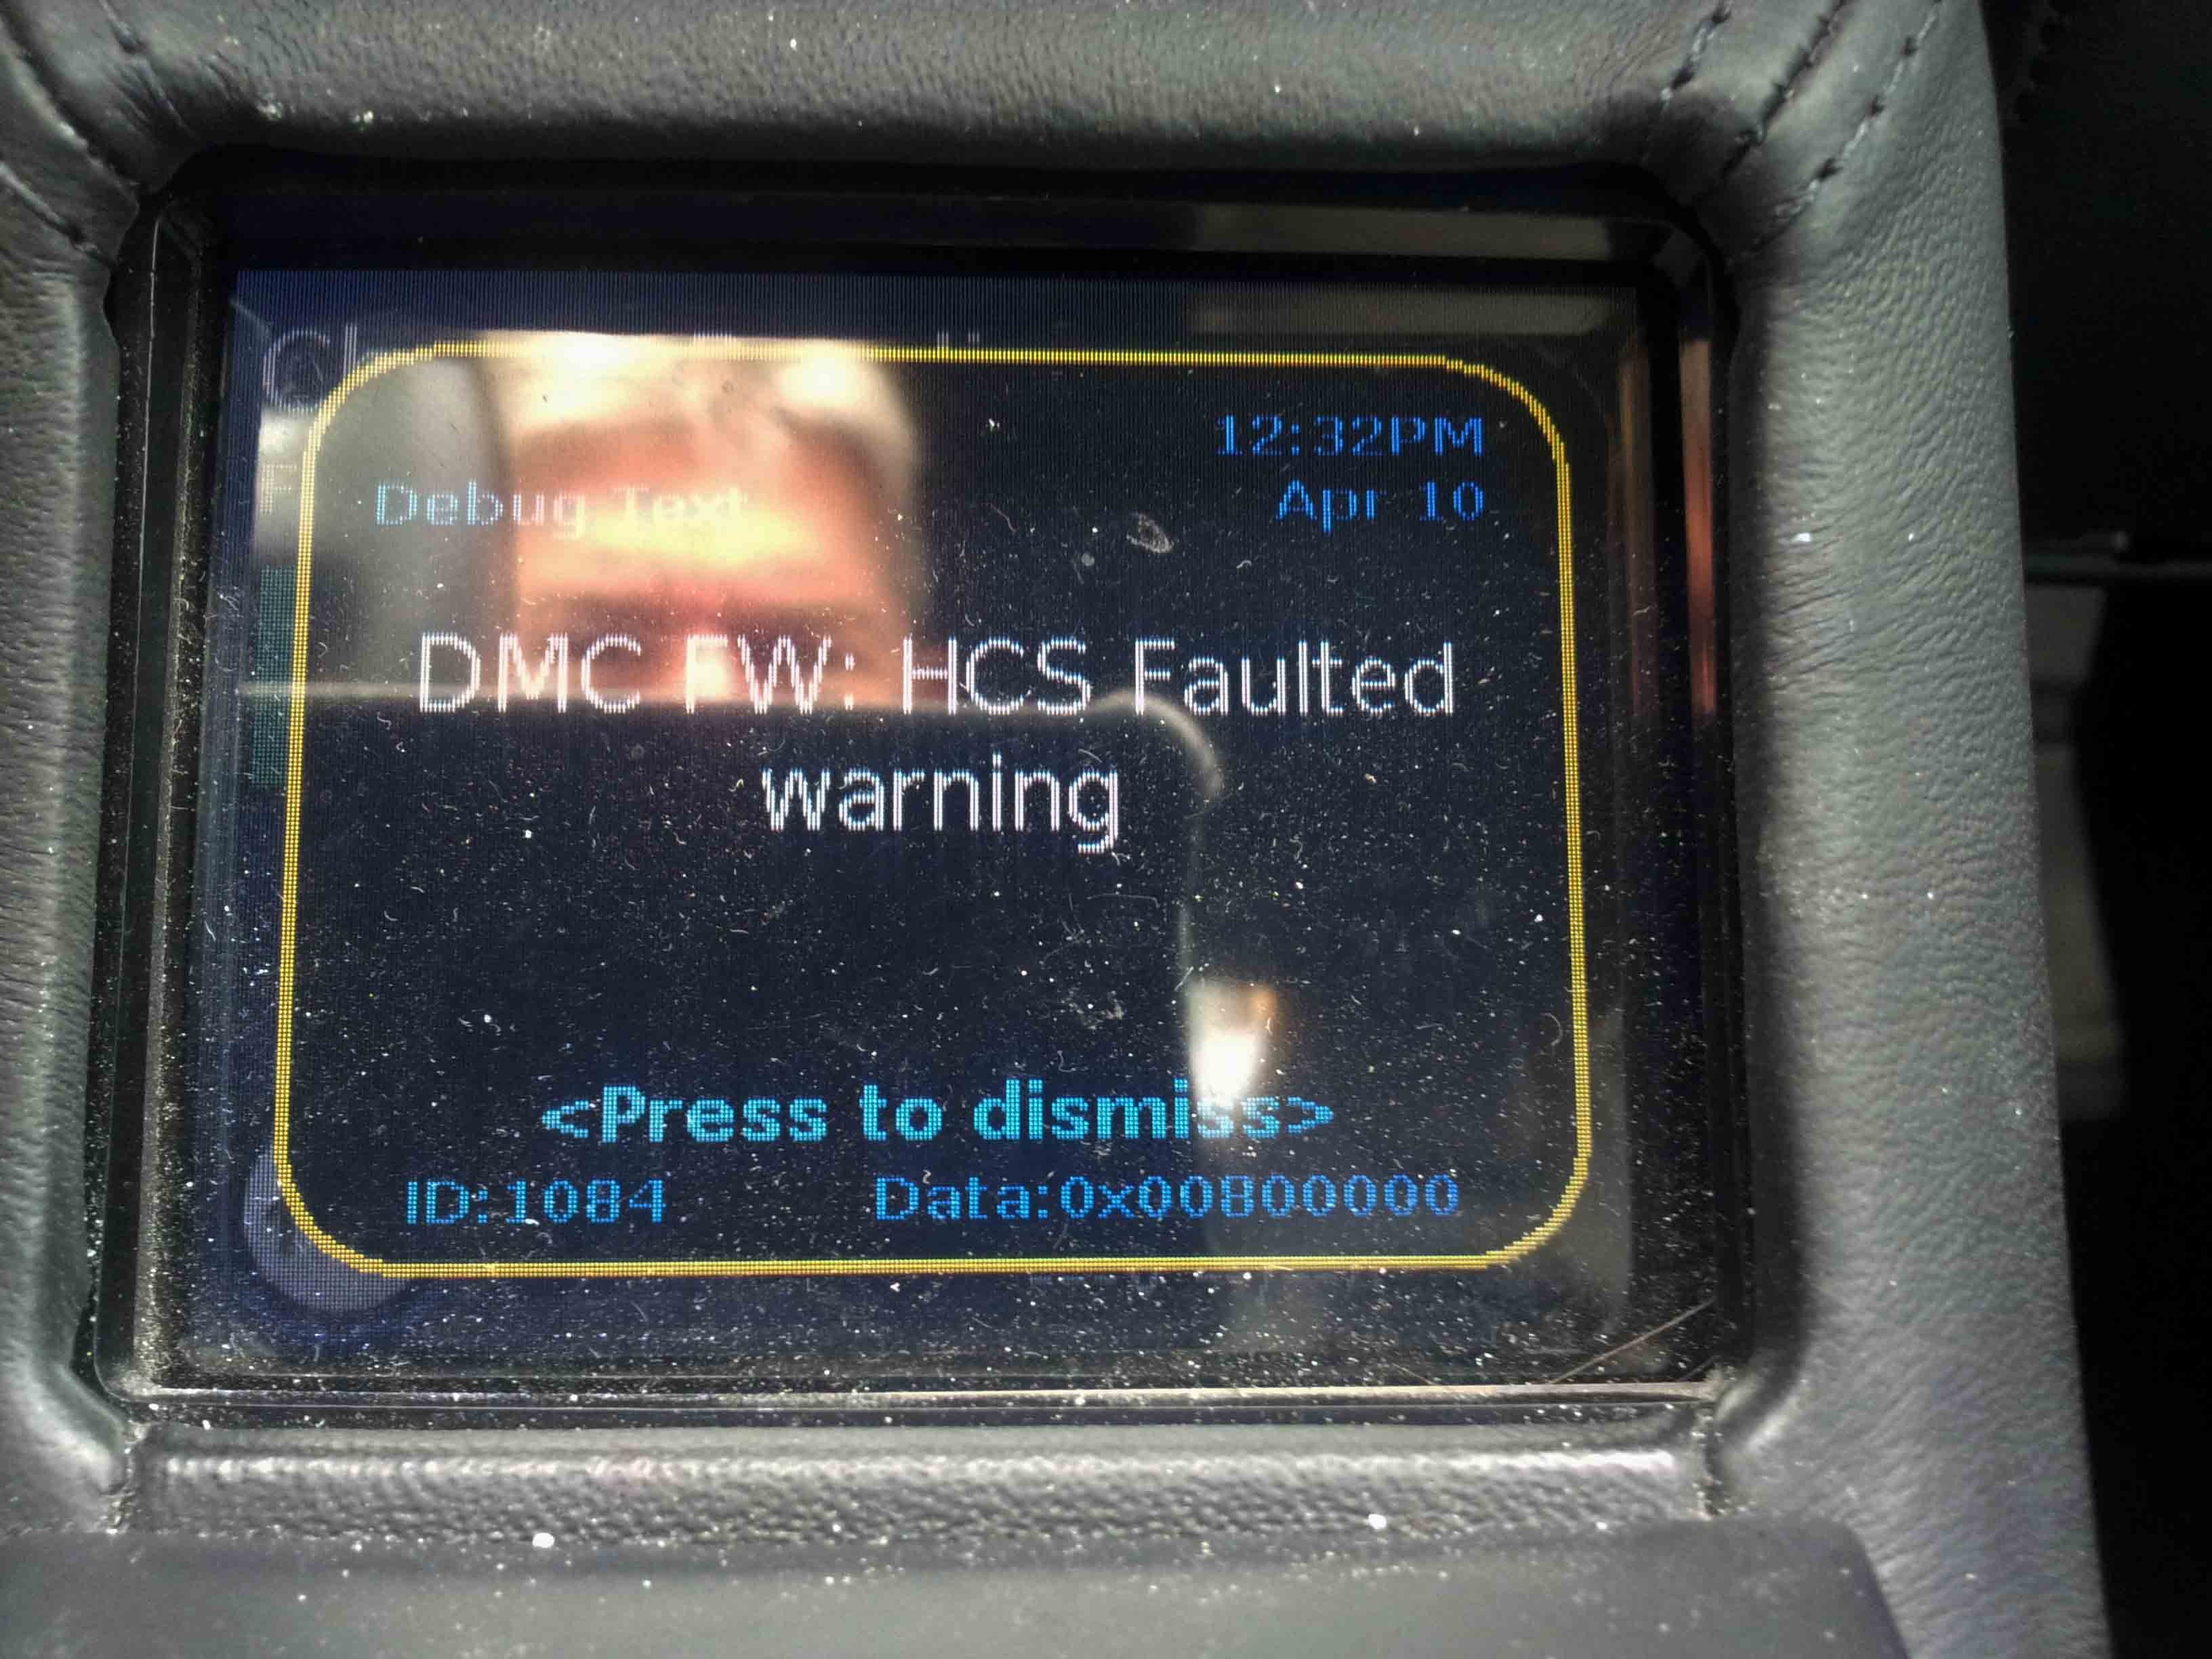 12:32PM
Debug Text
Apr 10
DMC FW: HCS Faulted
warning
<Press to dismiss>
ID:1084
Data:0x00800000